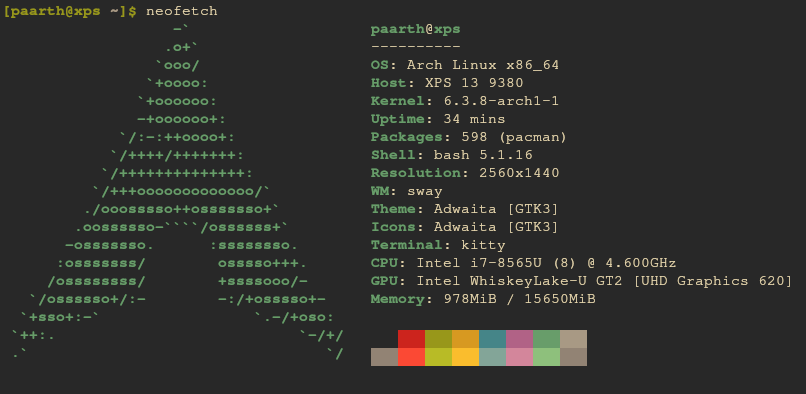 [paarth@xps ~]$ neofetch
                  -`                 paarth@xps
                 .o+`                ----------
                `ooo/                OS: Arch Linux x86_64
               `+oooo:               Host: XPS 13 9380
              `+oooooo:              Kernel: 6.3.8-arch1-1
              -+oooooo+:             Uptime: 34 mins
            `/:-:++oooo+:            Packages: 598 (pacman)
           `/++++/+++++++:           Shell: bash 5.1.16
          `/++++++++++++++:          Resolution: 2560x1440
         `/+++ooooooooooooo/`        WM: sway
        ./ooosssso++osssssso+`       Theme: Adwaita [GTK3]
       .oossssso-````/ossssss+`      Icons: Adwaita [GTK3]
      -osssssso.      :ssssssso.     Terminal: kitty
     :osssssss/        osssso+++.    CPU: Intel i7-8565U (8) @ 4.600GHz
    /ossssssss/        +ssssooo/-    GPU: Intel WhiskeyLake-U GT2 [UHD Graphics 620]
  `/ossssso+/:-        -:/+osssso+-  Memory: 978MiB / 15650MiB
 `+sso+:-`                 `.-/+oso:
`++:.                           `-/+/
.`                                 `/